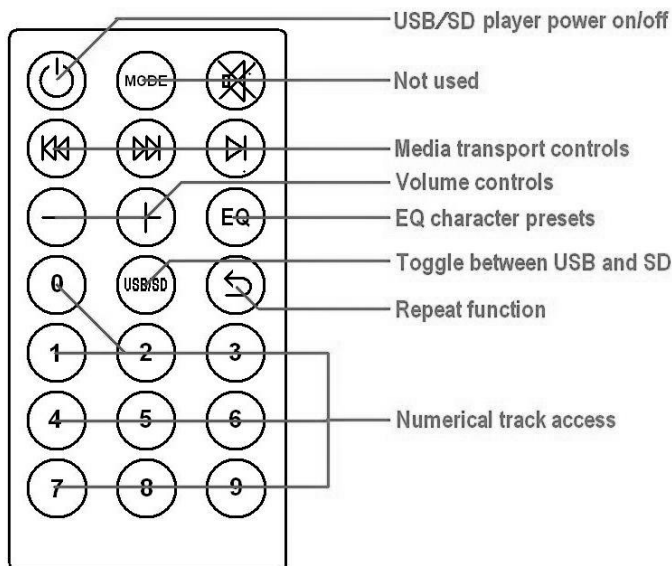 USB/SD player power on/off
MODE
Not used
Media transport controls
Volume controls
EQ
EQ character presets
Toggle between USB and SD
0
USB/SD
Repeat function
1 2 3
4 5 6
Numerical track access
7 8 9